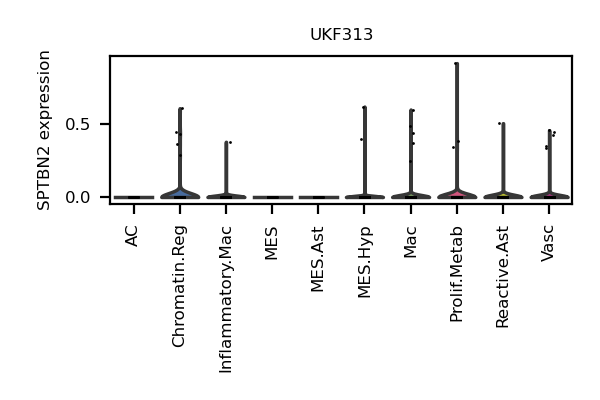 UKF313
SPTBN2 expression
0.5
0.0
AC
Chromatin.Reg
Inflammatory.Mac
MES
MES.Ast
MES.Hyp
Mac
Prolif.Metab
Reactive.Ast
Vasc